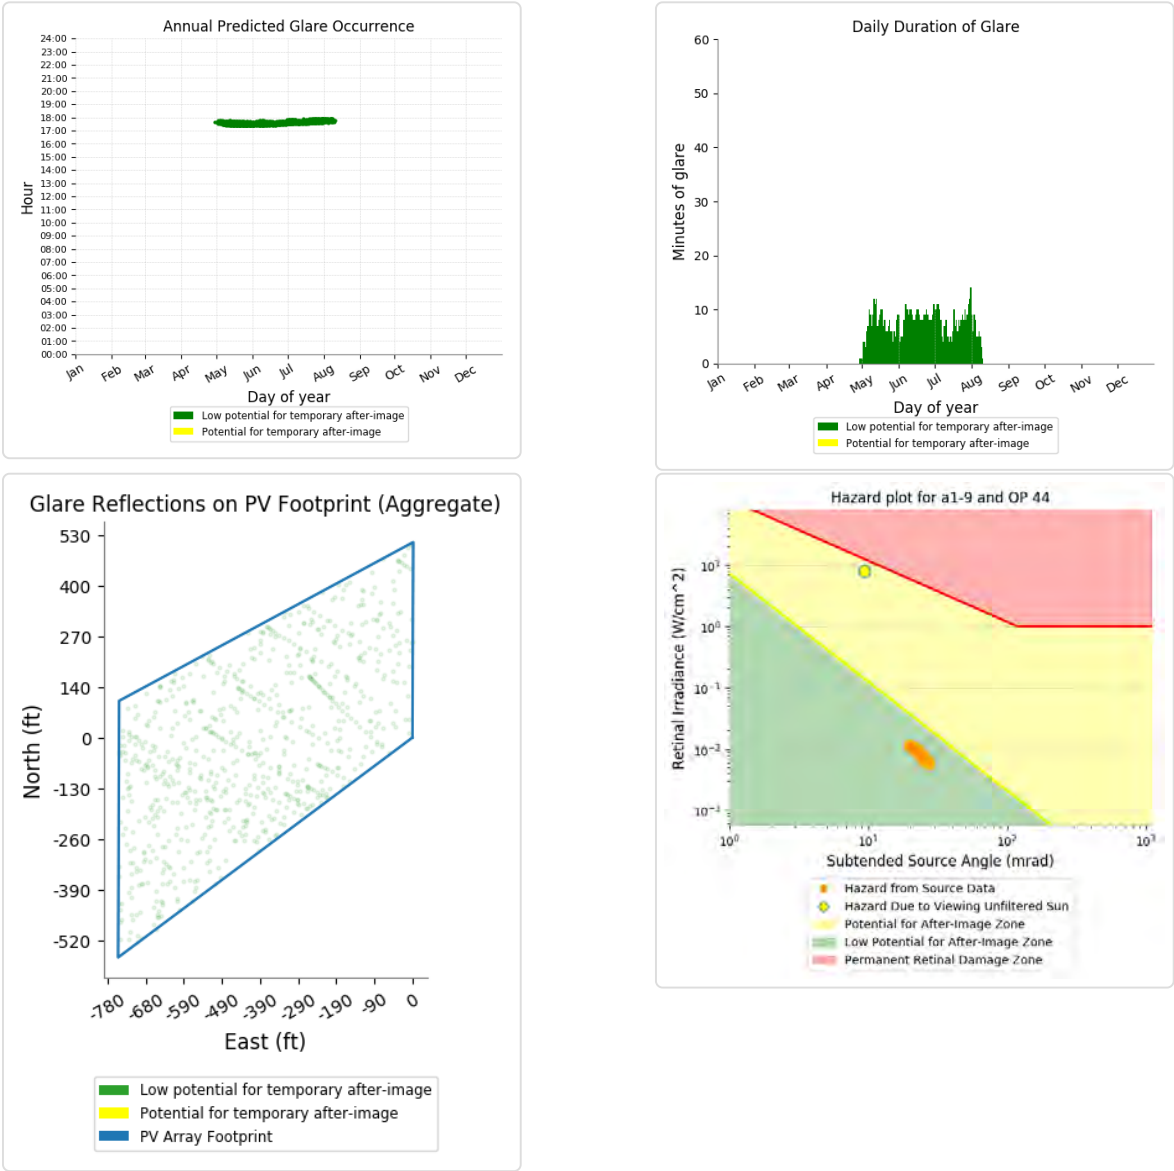 Annual Predicted Glare Occurrence
24:00
23:00
22:00
21:00
20:00
19:00
18:00
17:00
16:00
15:00
14:00
13:00
12:00
11:00
10:00
09:00
08:00
07:00
06:00
05:00
04:00
03:00
02:00
01:00
00:00
Hour
Jan Feb Mar Apr May Jun Jul Aug Sep Oct Nov Dec
Day of year
Low potential for temporary after-image
Potential for temporary after-image
Daily Duration of Glare
60
50
40
30
20
10
0
Minutes of glare
Jan Feb Mar Apr May Jun Jul Aug Sep Oct Nov Dec
Day of year
Low potential for temporary after-image
Potential for temporary after-image
Glare Reflections on PV Footprint (Aggregate)
530
400
270
140
0
-130
-260
-390
-520
North (ft)
-780 -680 -590 -490 -390 -290 -190 -90 0
East (ft)
Low potential for temporary after-image
Potential for temporary after-image
PV Array Footprint
Hazard plot for a1-9 and OP 44
10¹
10⁰
10⁻¹
10⁻²
10⁻³
Retinal Irradiance (W/cm^2)
10⁰ 10¹ 10² 10³
Subtended Source Angle (mrad)
Hazard from Source Data
Hazard Due to Viewing Unfiltered Sun
Potential for After-Image Zone
Low Potential for After-Image Zone
Permanent Retinal Damage Zone